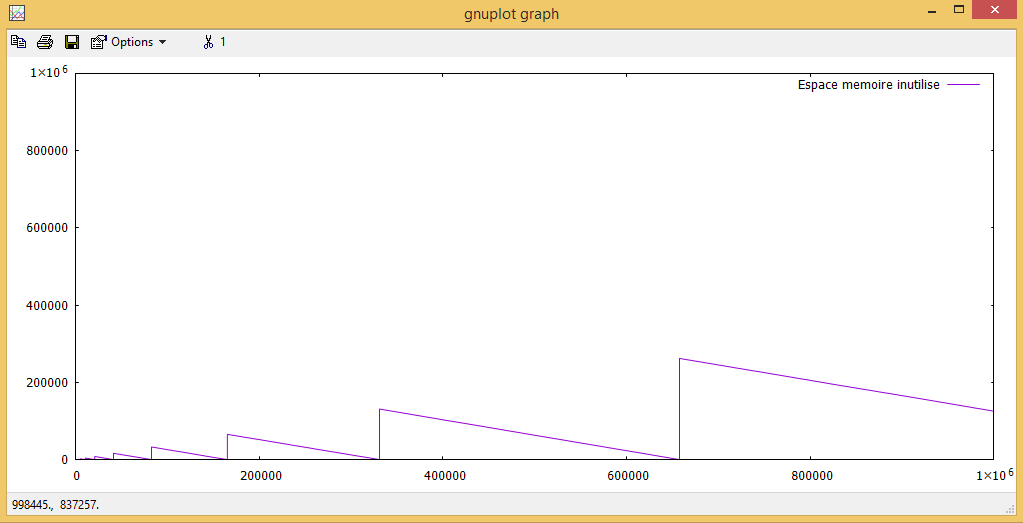 gnuplot graph
Options 1
1×10⁶
Espace memoire inutilise
800000
600000
400000
200000
0
0 200000 400000 600000 800000 1×10⁶
998445., 837257.